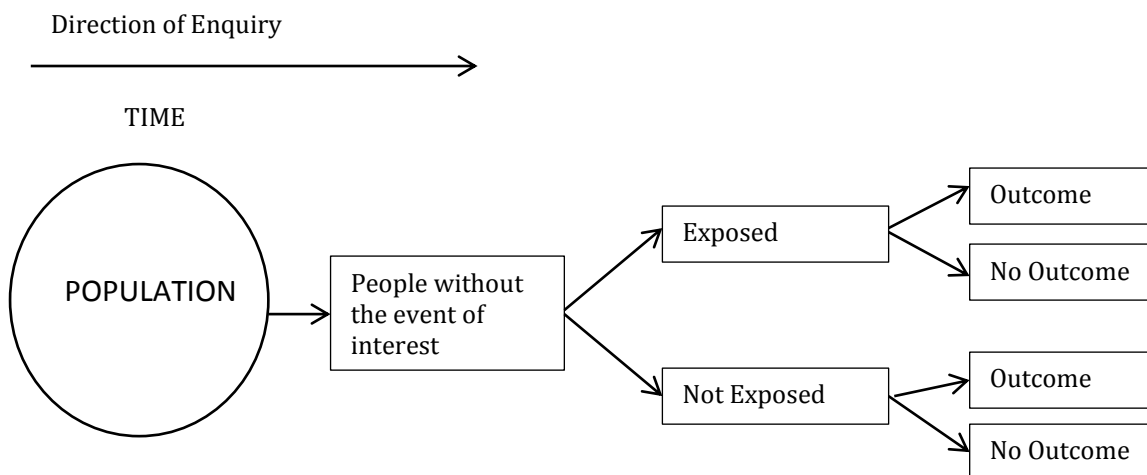 Direction of Enquiry
TIME
POPULATION
People without
the event of
interest
Exposed
Not Exposed
Outcome
No Outcome
Outcome
No Outcome